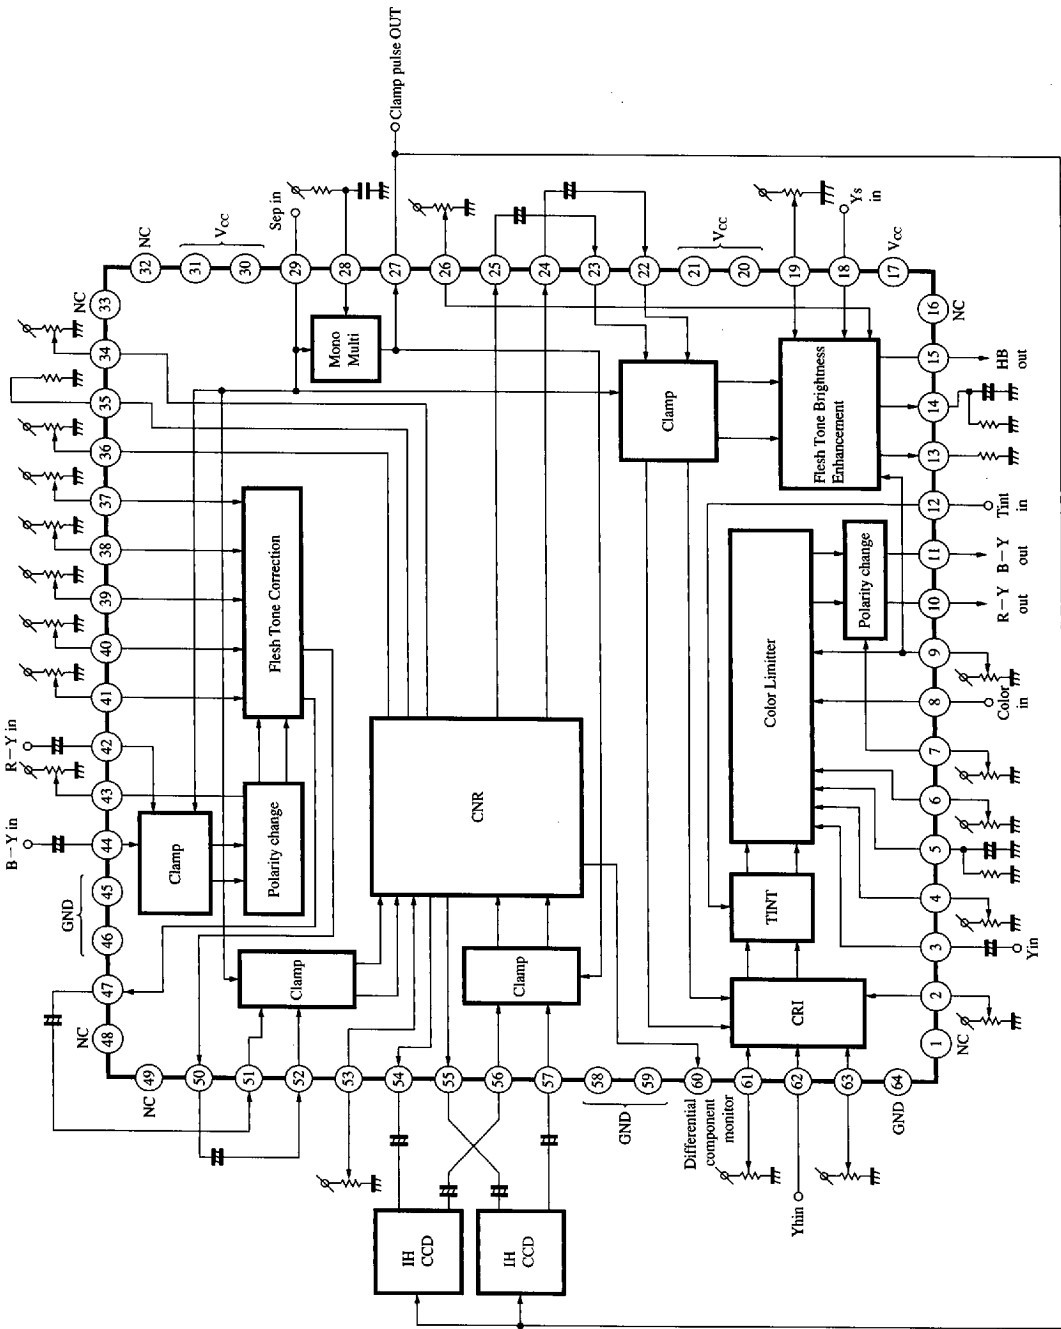 Clamp pulse OUT
NC
VCC
Sep in
VCC
Ys
in
VCC
32
31
30
29
28
27
26
25
24
23
22
21
20
19
18
17
NC
33
34
35
36
37
38
39
40
41
42
43
44
45
46
47
48
R−Y in
B−Y in
GND
NC
Mono
Multi
Clamp
Flesh Tone Brightness
Enhancement
Flesh Tone Correction
CNR
Clamp
Polarity change
Clamp
Clamp
Color Limitter
Polarity change
TINT
CRI
16
15
14
13
12
11
10
9
8
7
6
5
4
3
2
1
NC
HB
out
Tint
in
B−Y
out
R−Y
out
Color
in
Yin
NC
49
50
51
52
53
54
55
56
57
58
59
60
61
62
63
64
NC
GND
Differential
component
monitor
GND
Yhin
IH
CCD
IH
CCD